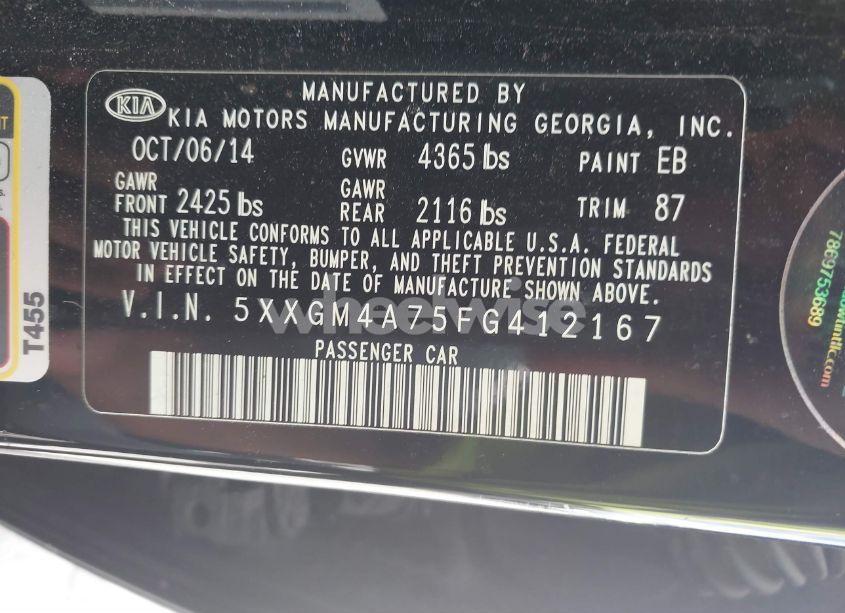 KIA
MANUFACTURED BY
KIA MOTORS MANUFACTURING GEORGIA, INC.
OCT/06/14 GVWR 4365 lbs PAINT EB
GAWR FRONT 2425 lbs GAWR REAR 2116 lbs TRIM 87
THIS VEHICLE CONFORMS TO ALL APPLICABLE U.S.A. FEDERAL
MOTOR VEHICLE SAFETY, BUMPER, AND THEFT PREVENTION STANDARDS
IN EFFECT ON THE DATE OF MANUFACTURE SHOWN ABOVE.
V.I.N. 5XXGM4A75FG412167
wheelwise
PASSENGER CAR
T455
7869753689